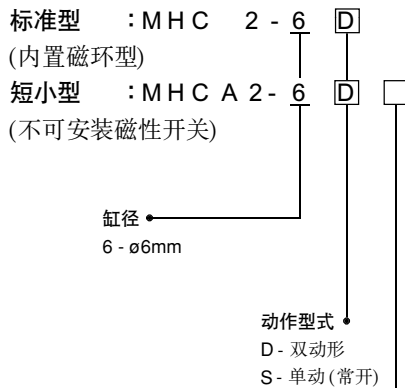 标准型 :MHC 2-6 D
(内置磁环型)
短小型 :MHCA2-6 D
(不可安装磁性开关)
缸径
6 - ø6mm
动作型式
D - 双动形
S - 单动(常开)